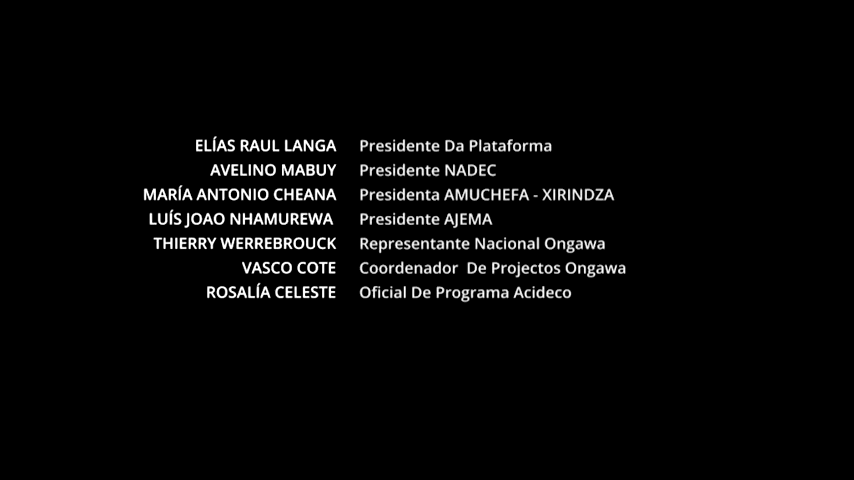 ELÍAS RAUL LANGA Presidente Da Plataforma
AVELINO MABUY Presidente NADEC
MARÍA ANTONIO CHEANA Presidenta AMUCHEFA - XIRINDZA
LUÍS JOAO NHAMUREWA Presidente AJEMA
THIERRY WERREBROUCK Representante Nacional Ongawa
VASCO COTE Coordenador De Projectos Ongawa
ROSALÍA CELESTE Oficial De Programa Acideco